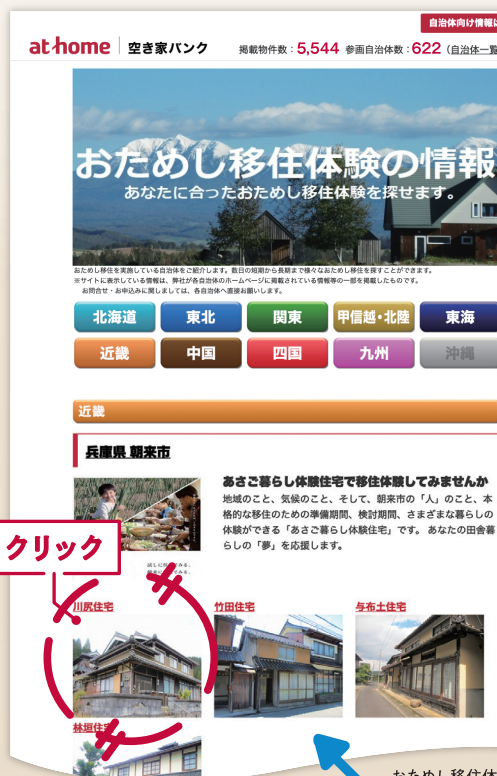 自治体向け情報は
at home 空き家バンク 掲載物件数：5,544 参画自治体数：622（自治体一覧
おためし移住体験の情報
あなたに合ったおためし移住体験を探せます。
おためし移住を実施している自治体をご紹介します。数日の短期から長期まで様々なおためし移住を探すことができます。
※サイトに表示している情報は、弊社が各自治体のホームページに掲載されている情報等の一部を掲載したものです。
お問合せ・お申込みに関しましては、各自治体へ直接お願いします。
北海道 東北 関東 甲信越・北陸 東海
近畿 中国 四国 九州 沖縄
近畿
兵庫県 朝来市
あさご暮らし体験住宅で移住体験してみませんか
地域のこと、気候のこと、そして、朝来市の「人」のこと、本
格的な移住のための準備期間、検討期間、さまざまな暮らしの
体験ができる「あさご暮らし体験住宅」です。 あなたの田舎暮
らしの「夢」を応援します。
クリック
川尻住宅 竹田住宅 与布土住宅
林垣住宅
おためし移住体